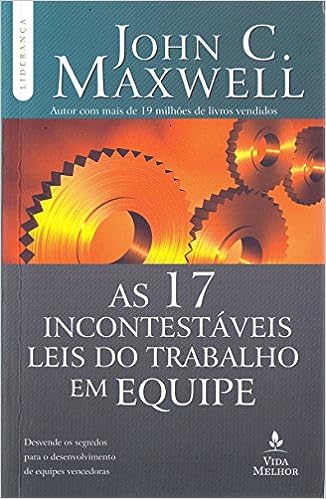 LIDERANÇA
JOHN C.
MAXWELL
Autor com mais de 19 milhões de livros vendidos
AS 17
INCONTESTÁVEIS
LEIS DO TRABALHO
EM EQUIPE
Desvende os segredos
para o desenvolvimento
de equipes vencedoras
VIDA
MELHOR